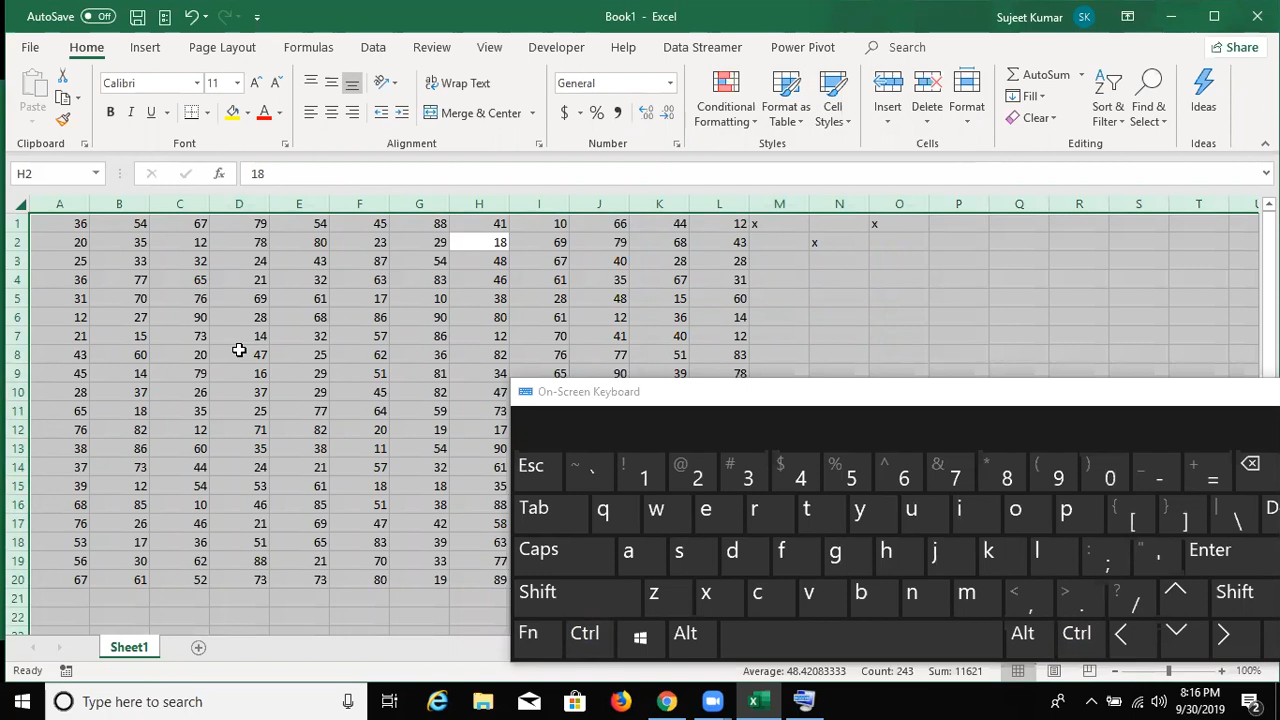 AutoSave Off Book1 - Excel Sujeet Kumar SK
File Home Insert Page Layout Formulas Data Review View Developer Help Data Streamer Power Pivot Search Share
Paste Calibri 11 A A Wrap Text General Conditional Formatting Format as Table Cell Styles Insert Delete Format AutoSum Fill Clear Sort & Filter Find & Select Ideas
B I U A Merge & Center $ % ,
Clipboard Font Alignment Number Styles Cells Editing Ideas
H2 fx 18
A B C D E F G H I J K L M N O P Q R S T U
1 36 54 67 79 54 45 88 41 10 66 44 12 x x
2 20 35 12 78 80 23 29 18 69 79 68 43 x
3 25 33 32 24 43 87 54 48 67 40 28 28
4 36 77 65 21 32 63 83 46 61 35 67 31
5 31 70 76 69 61 17 10 38 28 48 15 60
6 12 27 90 28 68 86 90 80 61 12 36 14
7 21 15 73 14 32 57 86 12 70 41 40 12
8 43 60 20 47 25 62 36 82 76 77 51 83
9 45 14 79 16 29 51 81 34 65 90 39 78
10 28 37 26 37 29 45 82 47
11 65 18 35 25 77 64 59 73
12 76 82 12 71 82 20 19 17
13 38 86 60 35 38 11 54 90
14 37 73 44 24 21 57 32 61
15 39 12 54 53 61 18 18 35
16 68 85 10 46 85 51 38 88
17 76 26 46 21 69 47 42 58
18 53 17 36 51 65 83 39 63
19 56 30 62 88 21 70 33 77
20 67 61 52 73 73 80 19 89
21
22
On-Screen Keyboard
Esc ~ ` ! 1 @ 2 # 3 $ 4 % 5 ^ 6 & 7 * 8 ( 9 ) 0 _ - + =
Tab q w e r t y u i o p { [ } ] | \ D
Caps a s d f g h j k l : ; " ' Enter
Shift z x c v b n m < , > . ? / Shift
Fn Ctrl Alt Alt Ctrl
Sheet1
Ready Average: 48.42083333 Count: 243 Sum: 11621 100%
Type here to search
8:16 PM
9/30/2019
2